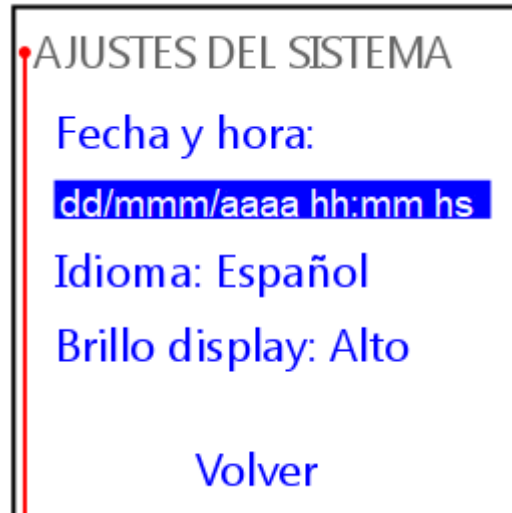 AJUSTES DEL SISTEMA
Fecha y hora:
dd/mmm/aaaa hh:mm hs
Idioma: Español
Brillo display: Alto
Volver